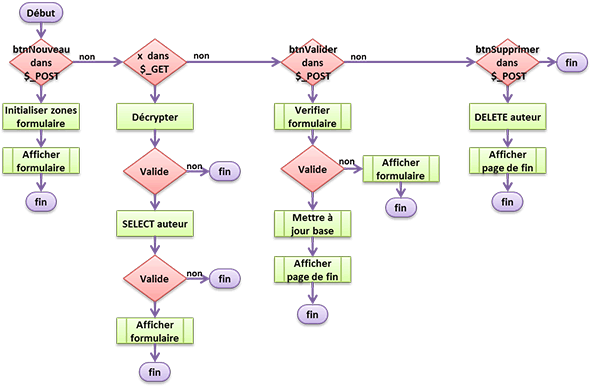 Début
btnNouveau
dans
$_POST
non
x dans
$_GET
non
btnValider
dans
$_POST
non
btnSupprimer
dans
$_POST
fin
Initialiser zones
formulaire
Afficher
formulaire
fin
Décrypter
Valide
non
fin
SELECT auteur
Valide
non
fin
Afficher
formulaire
fin
Verifier
formulaire
Valide
non
Afficher
formulaire
fin
Mettre à
jour base
Afficher
page de fin
fin
DELETE auteur
Afficher
page de fin
fin